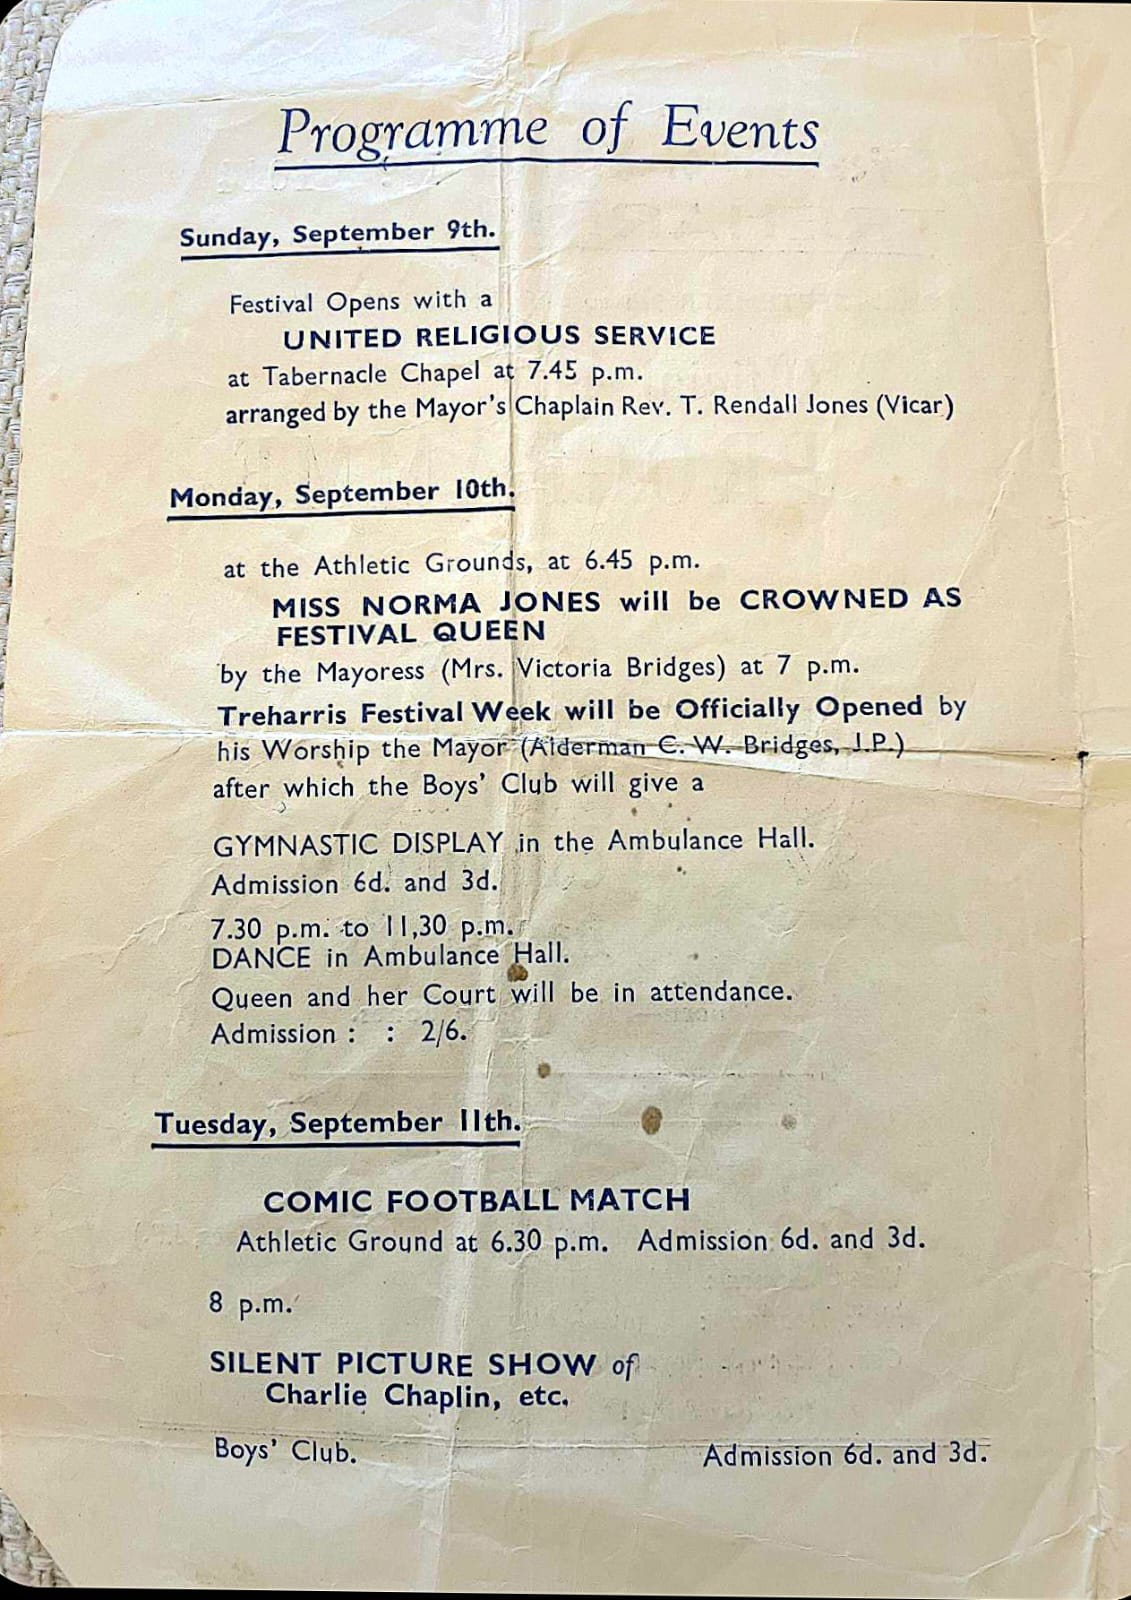 Programme of Events
Sunday, September 9th.
Festival Opens with a
UNITED RELIGIOUS SERVICE
at Tabernacle Chapel at 7.45 p.m.
arranged by the Mayor's Chaplain Rev. T. Rendall Jones (Vicar)
Monday, September 10th.
at the Athletic Grounds, at 6.45 p.m.
MISS NORMA JONES will be CROWNED AS
FESTIVAL QUEEN
by the Mayoress (Mrs. Victoria Bridges) at 7 p.m.
Treharris Festival Week will be Officially Opened by
his Worship the Mayor (Alderman C. W. Bridges, J.P.)
after which the Boys' Club will give a
GYMNASTIC DISPLAY in the Ambulance Hall.
Admission 6d. and 3d.
7.30 p.m. to 11,30 p.m.
DANCE in Ambulance Hall.
Queen and her Court will be in attendance.
Admission : : 2/6.
Tuesday, September 11th.
COMIC FOOTBALL MATCH
Athletic Ground at 6.30 p.m. Admission 6d. and 3d.
8 p.m.
SILENT PICTURE SHOW of
Charlie Chaplin, etc.
Boys' Club. Admission 6d. and 3d.